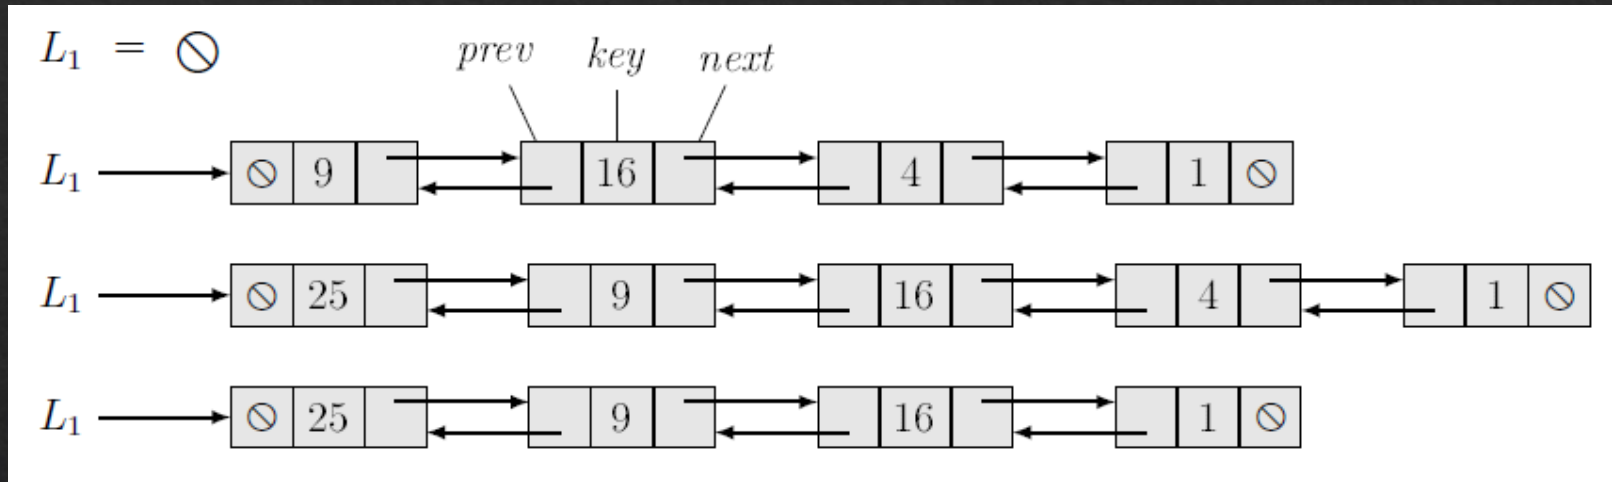 L₁ = ⦸
prev key next
L₁ 9 16 4 1
L₁ 25 9 16 4 1
L₁ 25 9 16 1